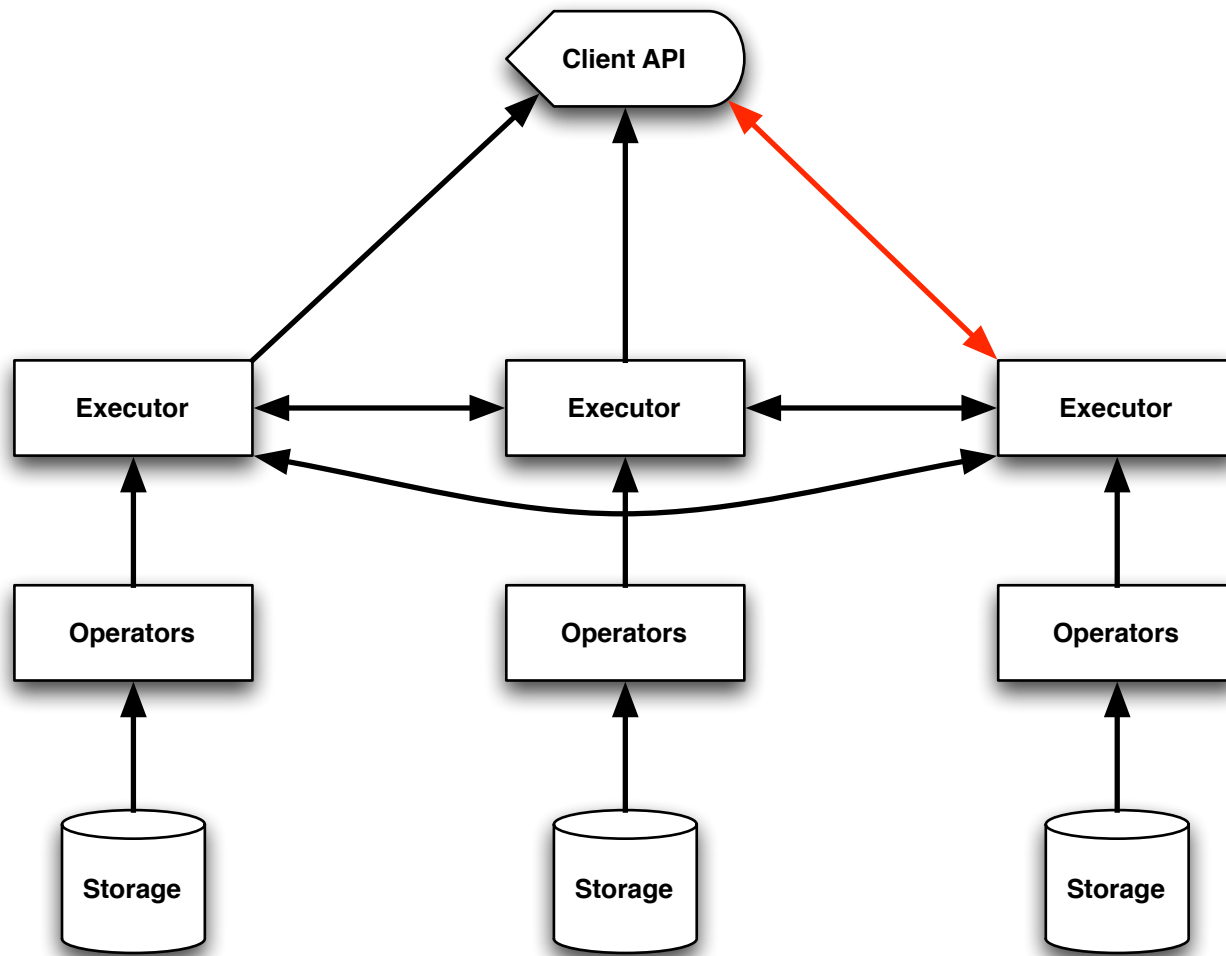 Client API
Executor
Executor
Executor
Operators
Operators
Operators
Storage
Storage
Storage